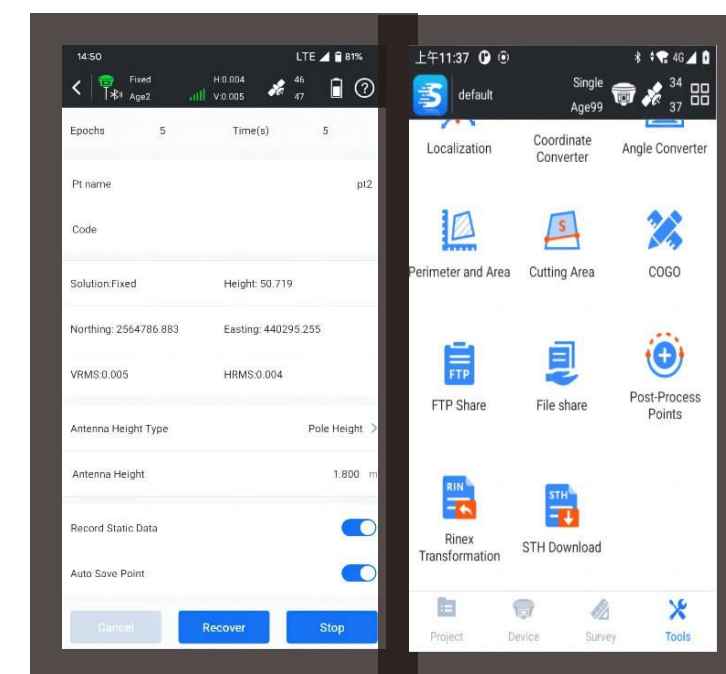 14:50
LTE 81%
Fixed
H:0.004
46
Age2
V:0.005
47
Epochs 5 Time(s) 5
Pt name pt2
Code
Solution:Fixed Height: 50.719
Northing: 2564786.883 Easting: 440295.255
VRMS:0.005 HRMS:0.004
Antenna Height Type Pole Height
Antenna Height 1.800 m
Record Static Data
Auto Save Point
Cancel Recover Stop
上午11:37
4G
default
Single
34
Age99
37
Localization
Coordinate
Converter
Angle Converter
Perimeter and Area
S
Cutting Area
COGO
FTP
FTP Share
File share
Post-Process
Points
RIN
Rinex
Transformation
STH
STH Download
Project Device Survey Tools